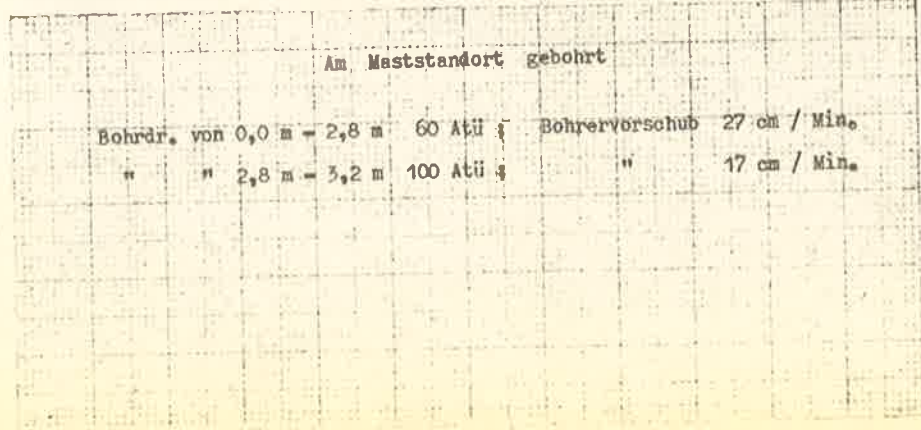 Am Maststandort gebohrt
Bohrdr. von 0,0 m - 2,8 m 60 Atü ; Bohrervorschub 27 cm / Min.
" " 2,8 m - 3,2 m 100 Atü ; " 17 cm / Min.